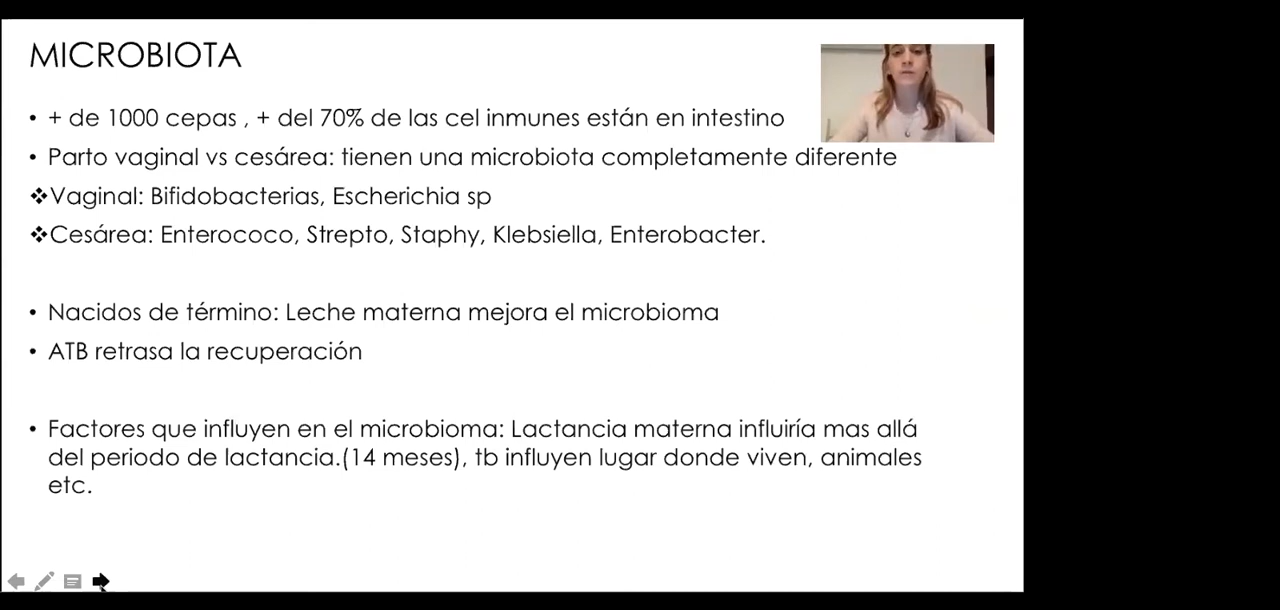 MICROBIOTA
• + de 1000 cepas , + del 70% de las cel inmunes están en intestino
• Parto vaginal vs cesárea: tienen una microbiota completamente diferente
❖Vaginal: Bifidobacterias, Escherichia sp
❖Cesárea: Enterococo, Strepto, Staphy, Klebsiella, Enterobacter.
• Nacidos de término: Leche materna mejora el microbioma
• ATB retrasa la recuperación
• Factores que influyen en el microbioma: Lactancia materna influiría mas allá
del periodo de lactancia.(14 meses), tb influyen lugar donde viven, animales
etc.